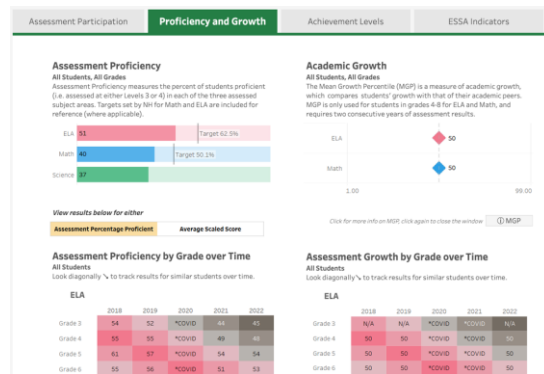 Assessment Participation
Proficiency and Growth
Achievement Levels
ESSA Indicators
Assessment Proficiency
All Students, All Grades
Assessment Proficiency measures the percent of students proficient
(i.e. assessed at either Levels 3 or 4) in each of the three assessed
subject areas. Targets set by NH for Math and ELA are included for
reference (where applicable).
ELA 51 Target 62.5%
Math 40 Target 50.1%
Science 37
View results below for either
Assessment Percentage Proficient Average Scaled Score
Academic Growth
All Students, All Grades
The Mean Growth Percentile (MGP) is a measure of academic growth,
which compares students' growth with that of their academic peers.
MGP is only used for students in grades 4-8 for ELA and Math, and
requires two consecutive years of assessment results.
ELA 50
Math 50
1.00 99.00
Click for more info on MGP, click again to close the window ⓘ MGP
Assessment Proficiency by Grade over Time
All Students
Look diagonally ↘ to track results for similar students over time.
ELA
2018 2019 2020 2021 2022
Grade 3 54 52 *COVID 44 45
Grade 4 55 55 *COVID 49 48
Grade 5 61 57 *COVID 54 54
Grade 6 55 56 *COVID 51 53
Assessment Growth by Grade over Time
All Students
Look diagonally ↘ to track results for similar students over time.
ELA
2018 2019 2020 2021 2022
Grade 3 N/A N/A *COVID *COVID N/A
Grade 4 50 50 *COVID *COVID 50
Grade 5 50 50 *COVID *COVID 50
Grade 6 50 50 *COVID *COVID 50